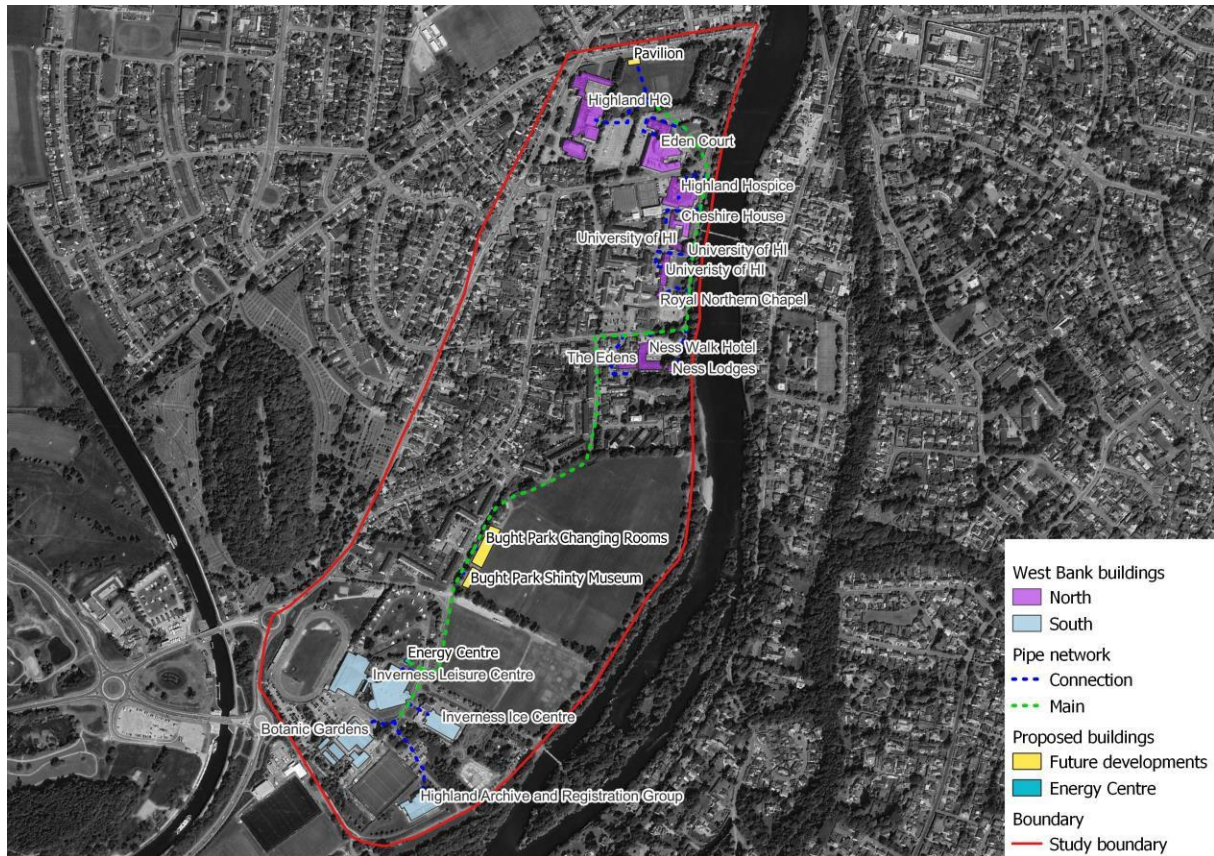 Pavilion
Highland HQ
Eden Court
Highland Hospice
Cheshire House
University of HI
University of HI
Univeristy of HI
Royal Northern Chapel
Ness Walk Hotel
The Edens
Ness Lodges
Bught Park Changing Rooms
Bught Park Shinty Museum
Energy Centre
Inverness Leisure Centre
Inverness Ice Centre
Botanic Gardens
Highland Archive and Registration Group
West Bank buildings
North
South
Pipe network
Connection
Main
Proposed buildings
Future developments
Energy Centre
Boundary
Study boundary